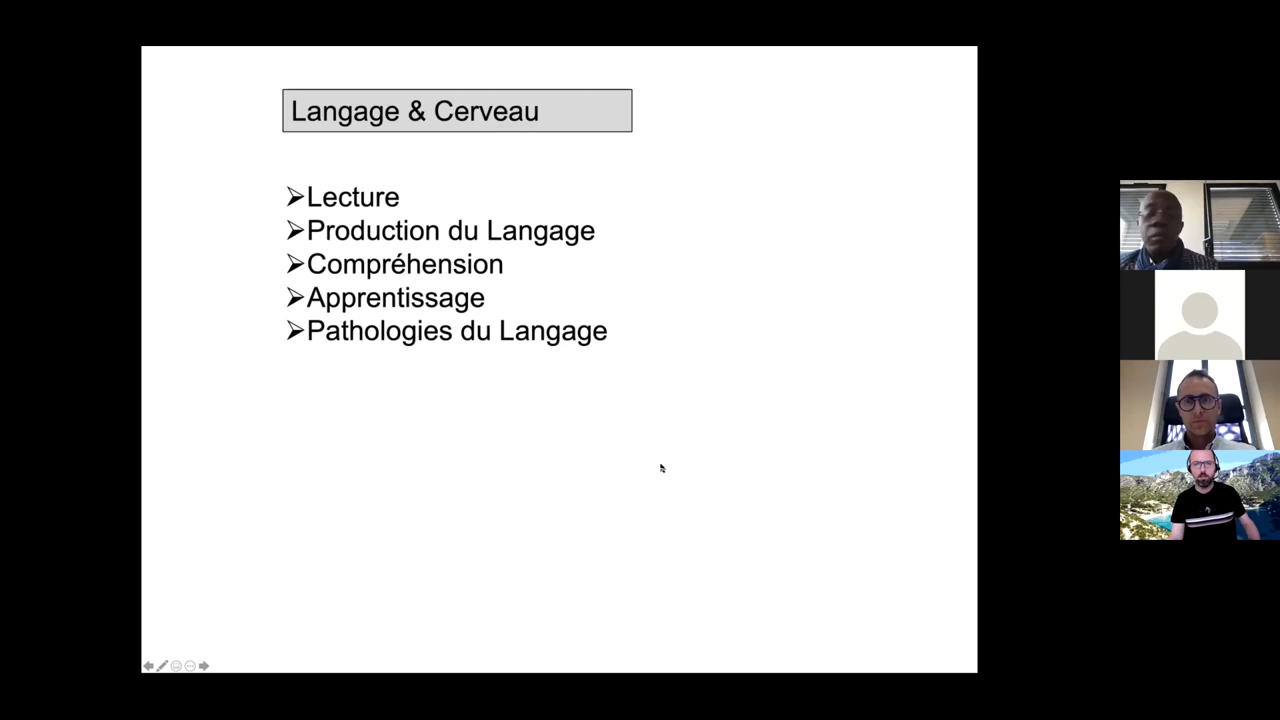 Langage & Cerveau
➢Lecture
➢Production du Langage
➢Compréhension
➢Apprentissage
➢Pathologies du Langage